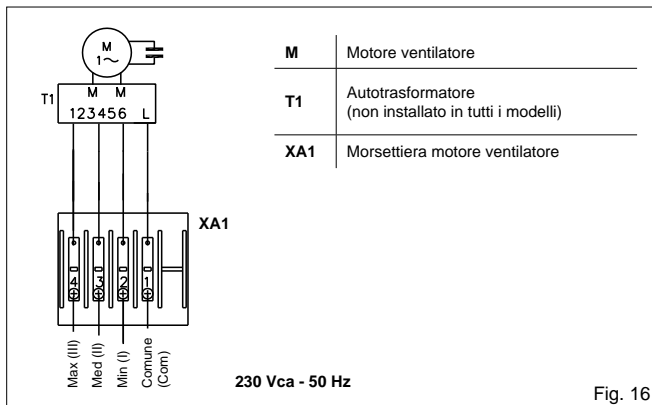 M
1~
M M
T1
123456 L
XA1
4 3 2 1
Max (III)
Med (II)
Min (I)
Comune
(Com)
230 Vca - 50 Hz
M Motore ventilatore
T1 Autotrasformatore
(non installato in tutti i modelli)
XA1 Morsettiera motore ventilatore
Fig. 16